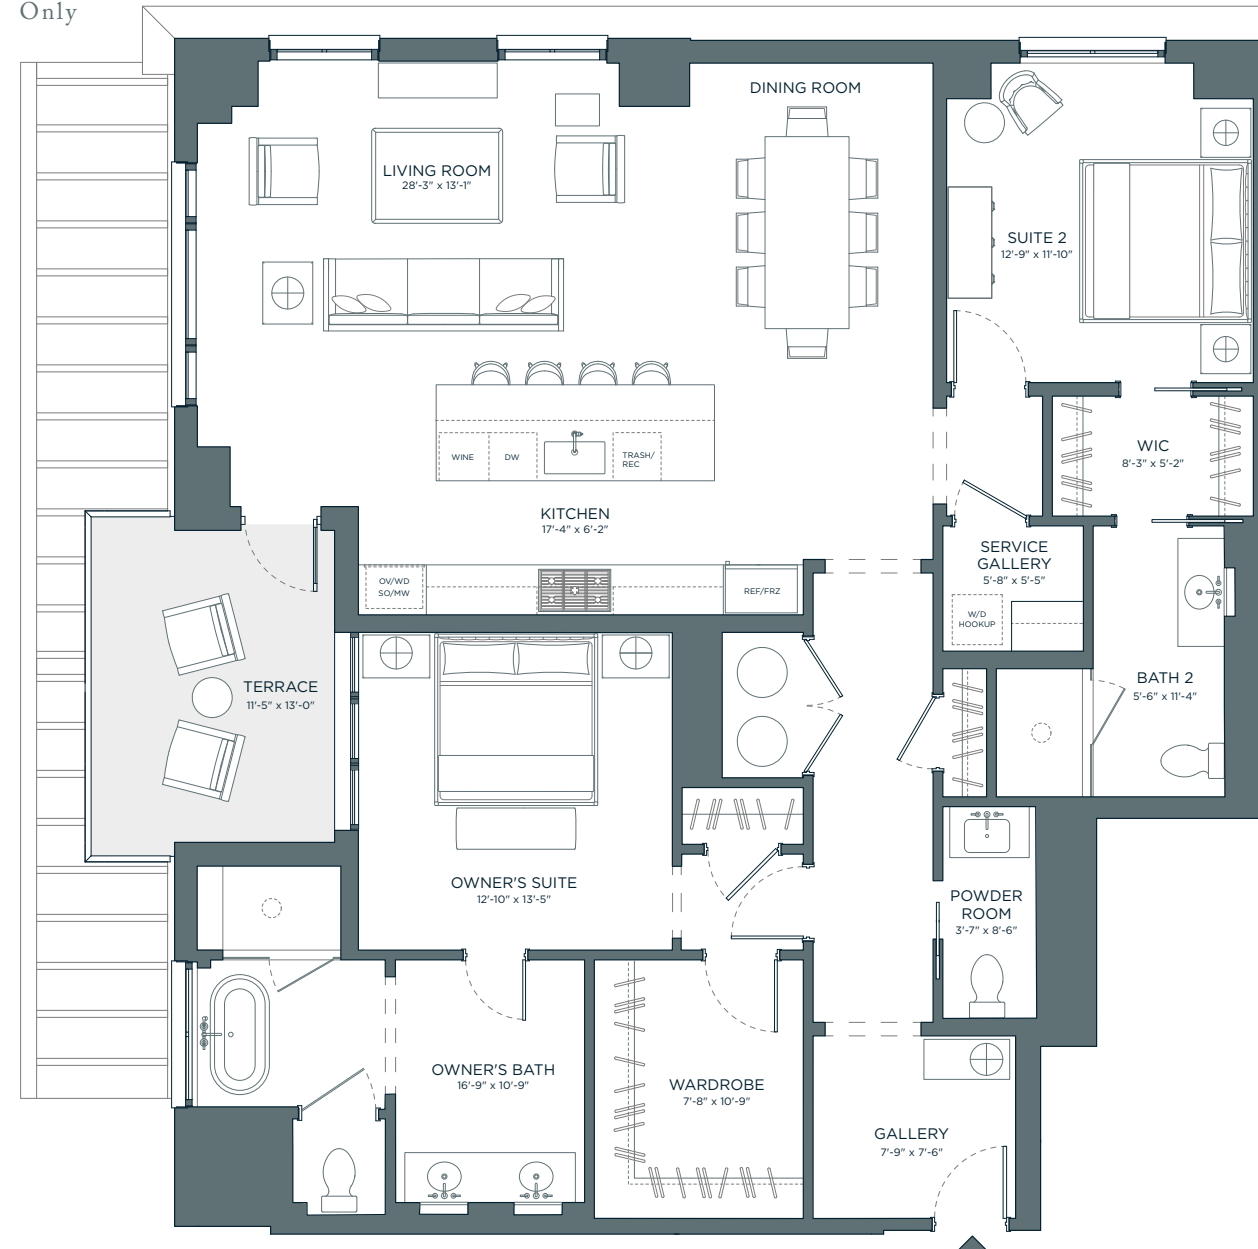 Only
DINING ROOM
LIVING ROOM
28'-3" x 13'-1"
SUITE 2
12'-9" x 11'-10"
WINE
DW
TRASH/
REC
WIC
8'-3" x 5'-2"
KITCHEN
17'-4" x 6'-2"
SERVICE
GALLERY
5'-8" x 5'-5"
OV/WD
SO/MW
REF/FRZ
W/D
HOOKUP
TERRACE
11'-5" x 13'-0"
BATH 2
5'-6" x 11'-4"
OWNER'S SUITE
12'-10" x 13'-5"
POWDER
ROOM
3'-7" x 8'-6"
OWNER'S BATH
16'-9" x 10'-9"
WARDROBE
7'-8" x 10'-9"
GALLERY
7'-9" x 7'-6"